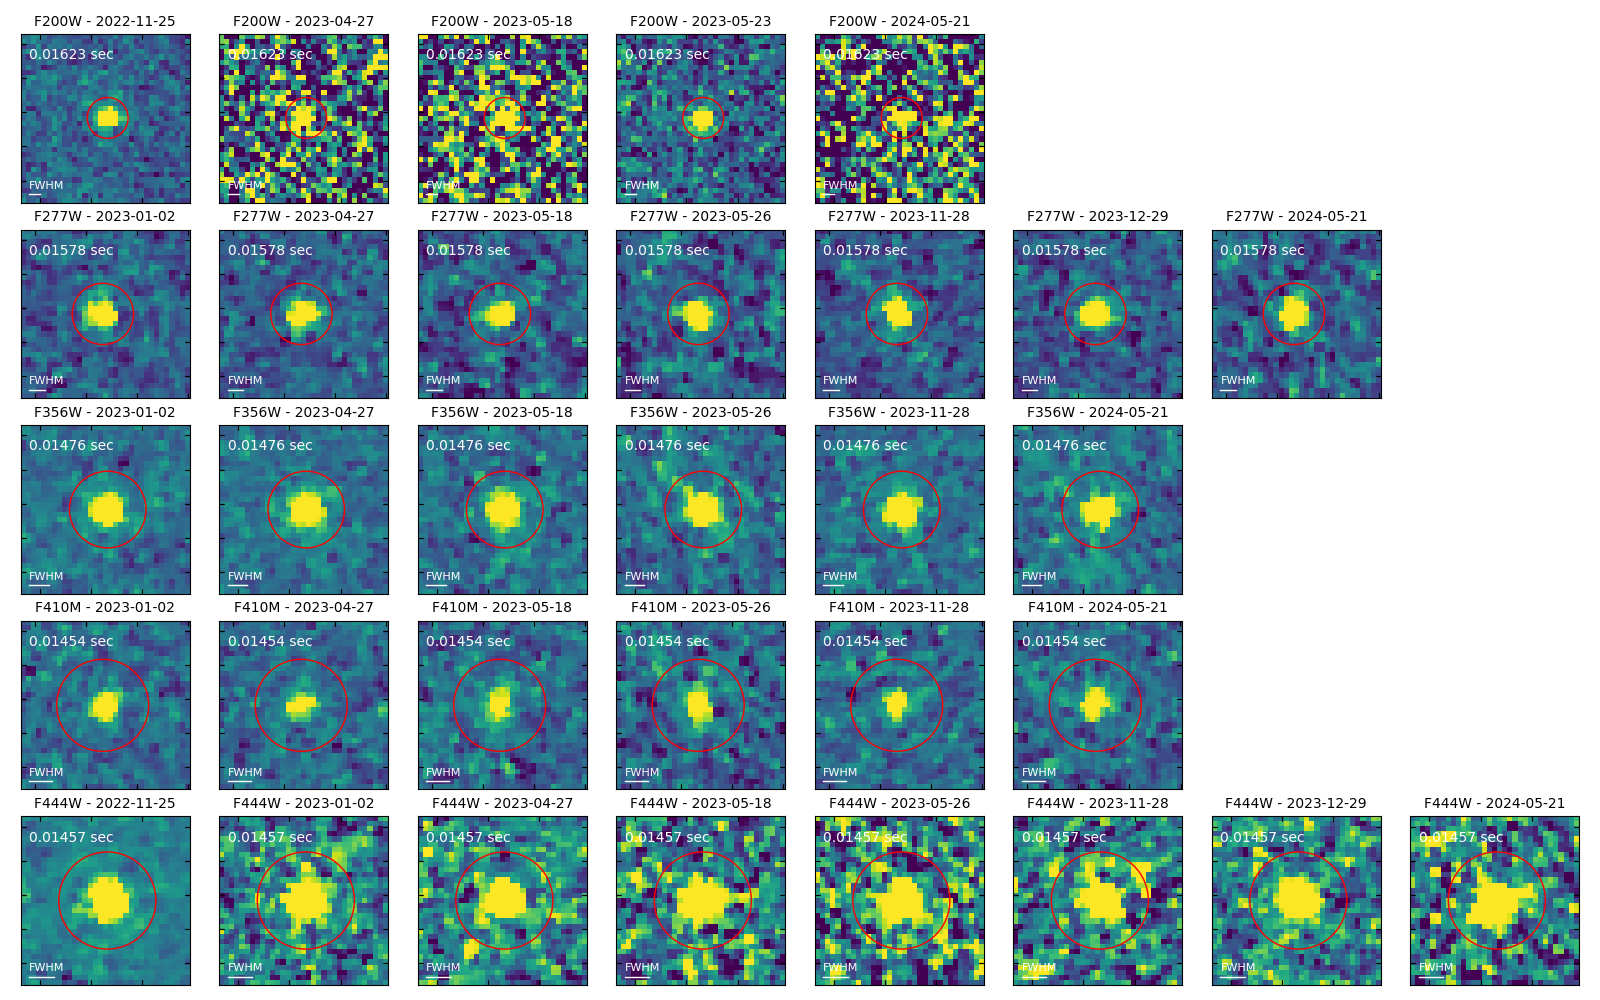 F200W - 2022-11-25 F200W - 2023-04-27 F200W - 2023-05-18 F200W - 2023-05-23 F200W - 2024-05-21
0.01623 sec 0.01623 sec 0.01623 sec 0.01623 sec 0.01623 sec
FWHM FWHM FWHM FWHM FWHM
F277W - 2023-01-02 F277W - 2023-04-27 F277W - 2023-05-18 F277W - 2023-05-26 F277W - 2023-11-28 F277W - 2023-12-29 F277W - 2024-05-21
0.01578 sec 0.01578 sec 0.01578 sec 0.01578 sec 0.01578 sec 0.01578 sec 0.01578 sec
FWHM FWHM FWHM FWHM FWHM FWHM FWHM
F356W - 2023-01-02 F356W - 2023-04-27 F356W - 2023-05-18 F356W - 2023-05-26 F356W - 2023-11-28 F356W - 2024-05-21
0.01476 sec 0.01476 sec 0.01476 sec 0.01476 sec 0.01476 sec 0.01476 sec
FWHM FWHM FWHM FWHM FWHM FWHM
F410M - 2023-01-02 F410M - 2023-04-27 F410M - 2023-05-18 F410M - 2023-05-26 F410M - 2023-11-28 F410M - 2024-05-21
0.01454 sec 0.01454 sec 0.01454 sec 0.01454 sec 0.01454 sec 0.01454 sec
FWHM FWHM FWHM FWHM FWHM FWHM
F444W - 2022-11-25 F444W - 2023-01-02 F444W - 2023-04-27 F444W - 2023-05-18 F444W - 2023-05-26 F444W - 2023-11-28 F444W - 2023-12-29 F444W - 2024-05-21
0.01457 sec 0.01457 sec 0.01457 sec 0.01457 sec 0.01457 sec 0.01457 sec 0.01457 sec 0.01457 sec
FWHM FWHM FWHM FWHM FWHM FWHM FWHM FWHM